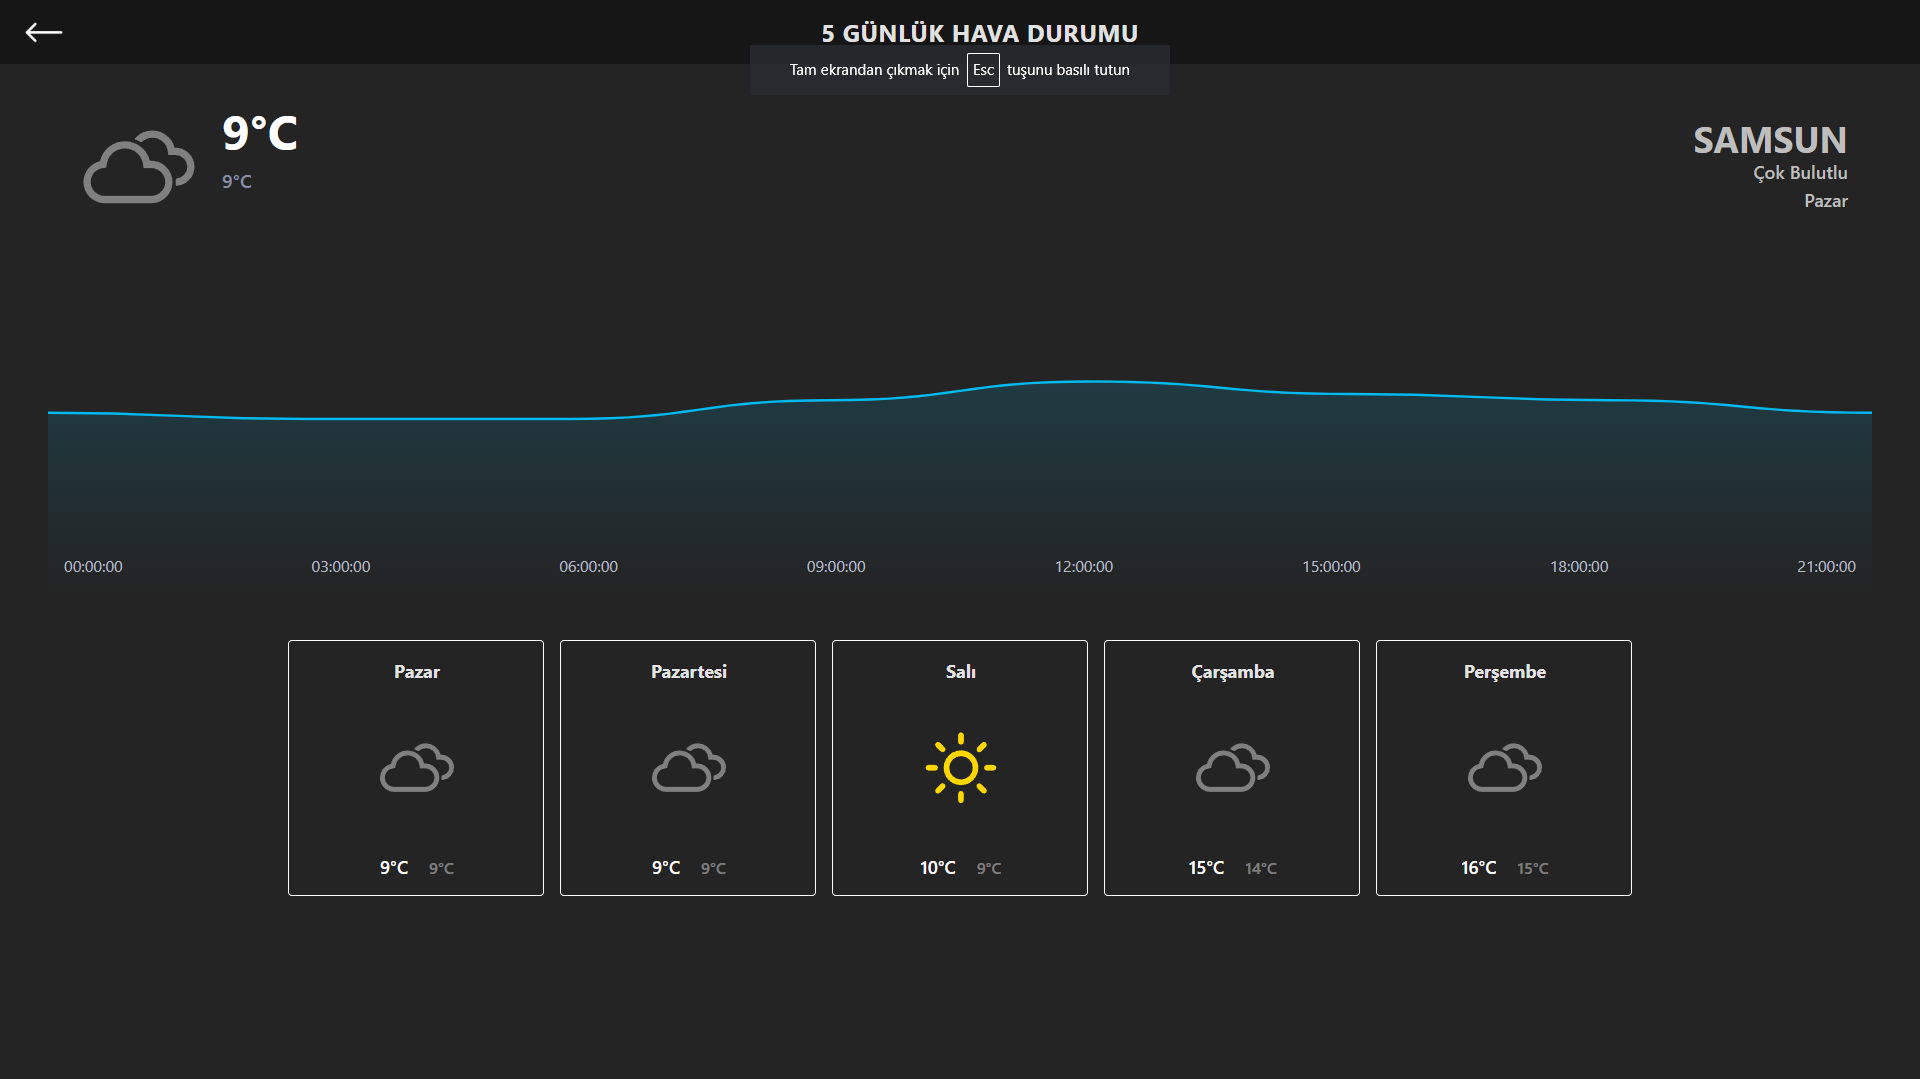 5 GÜNLÜK HAVA DURUMU
Tam ekrandan çıkmak için Esc tuşunu basılı tutun
9°C
9°C
SAMSUN
Çok Bulutlu
Pazar
00:00:00 03:00:00 06:00:00 09:00:00 12:00:00 15:00:00 18:00:00 21:00:00
Pazar Pazartesi Salı Çarşamba Perşembe
9°C 9°C 9°C 9°C 10°C 9°C 15°C 14°C 16°C 15°C